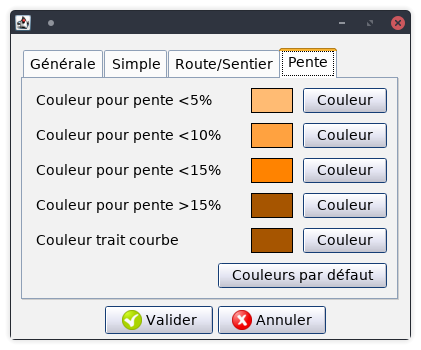 Générale Simple Route/Sentier Pente
Couleur pour pente <5% Couleur
Couleur pour pente <10% Couleur
Couleur pour pente <15% Couleur
Couleur pour pente >15% Couleur
Couleur trait courbe Couleur
Couleurs par défaut
Valider Annuler